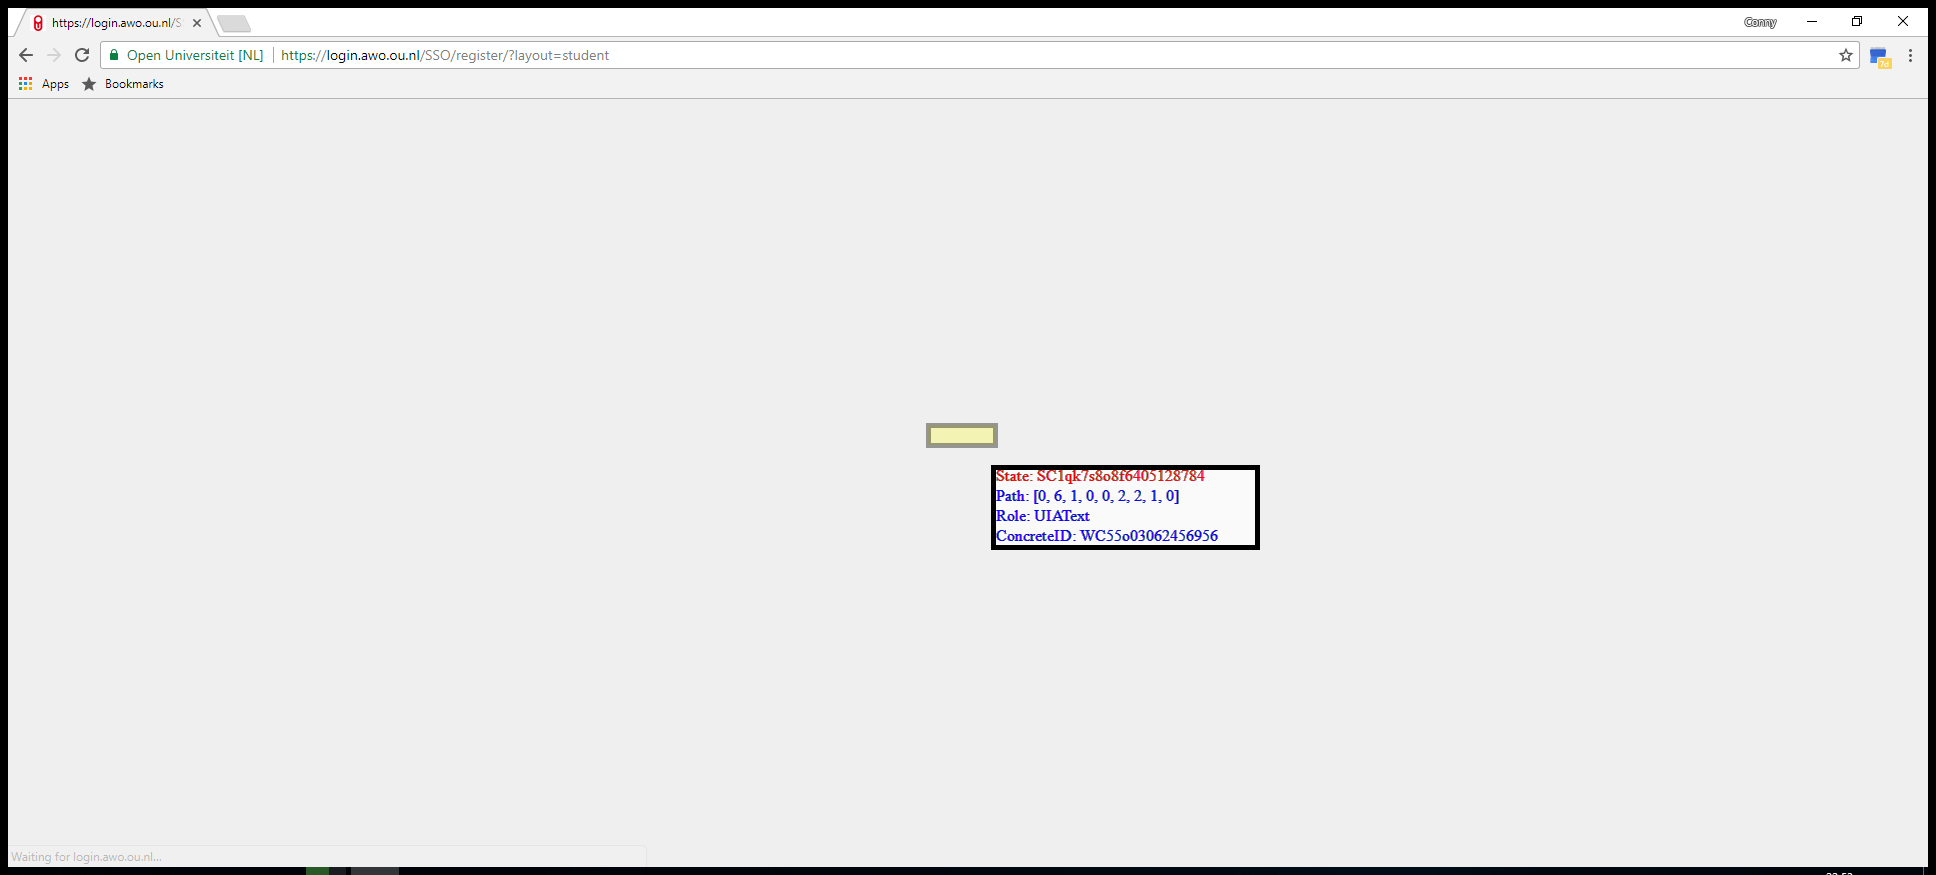 https://login.awo.ou.nl/S
Conny
Open Universiteit [NL]
https://login.awo.ou.nl/SSO/register/?layout=student
7d
Apps
Bookmarks
State: SC1qk7s8o8f6405128784
Path: [0, 6, 1, 0, 0, 2, 2, 1, 0]
Role: UIAText
ConcreteID: WC55o03062456956
Waiting for login.awo.ou.nl...